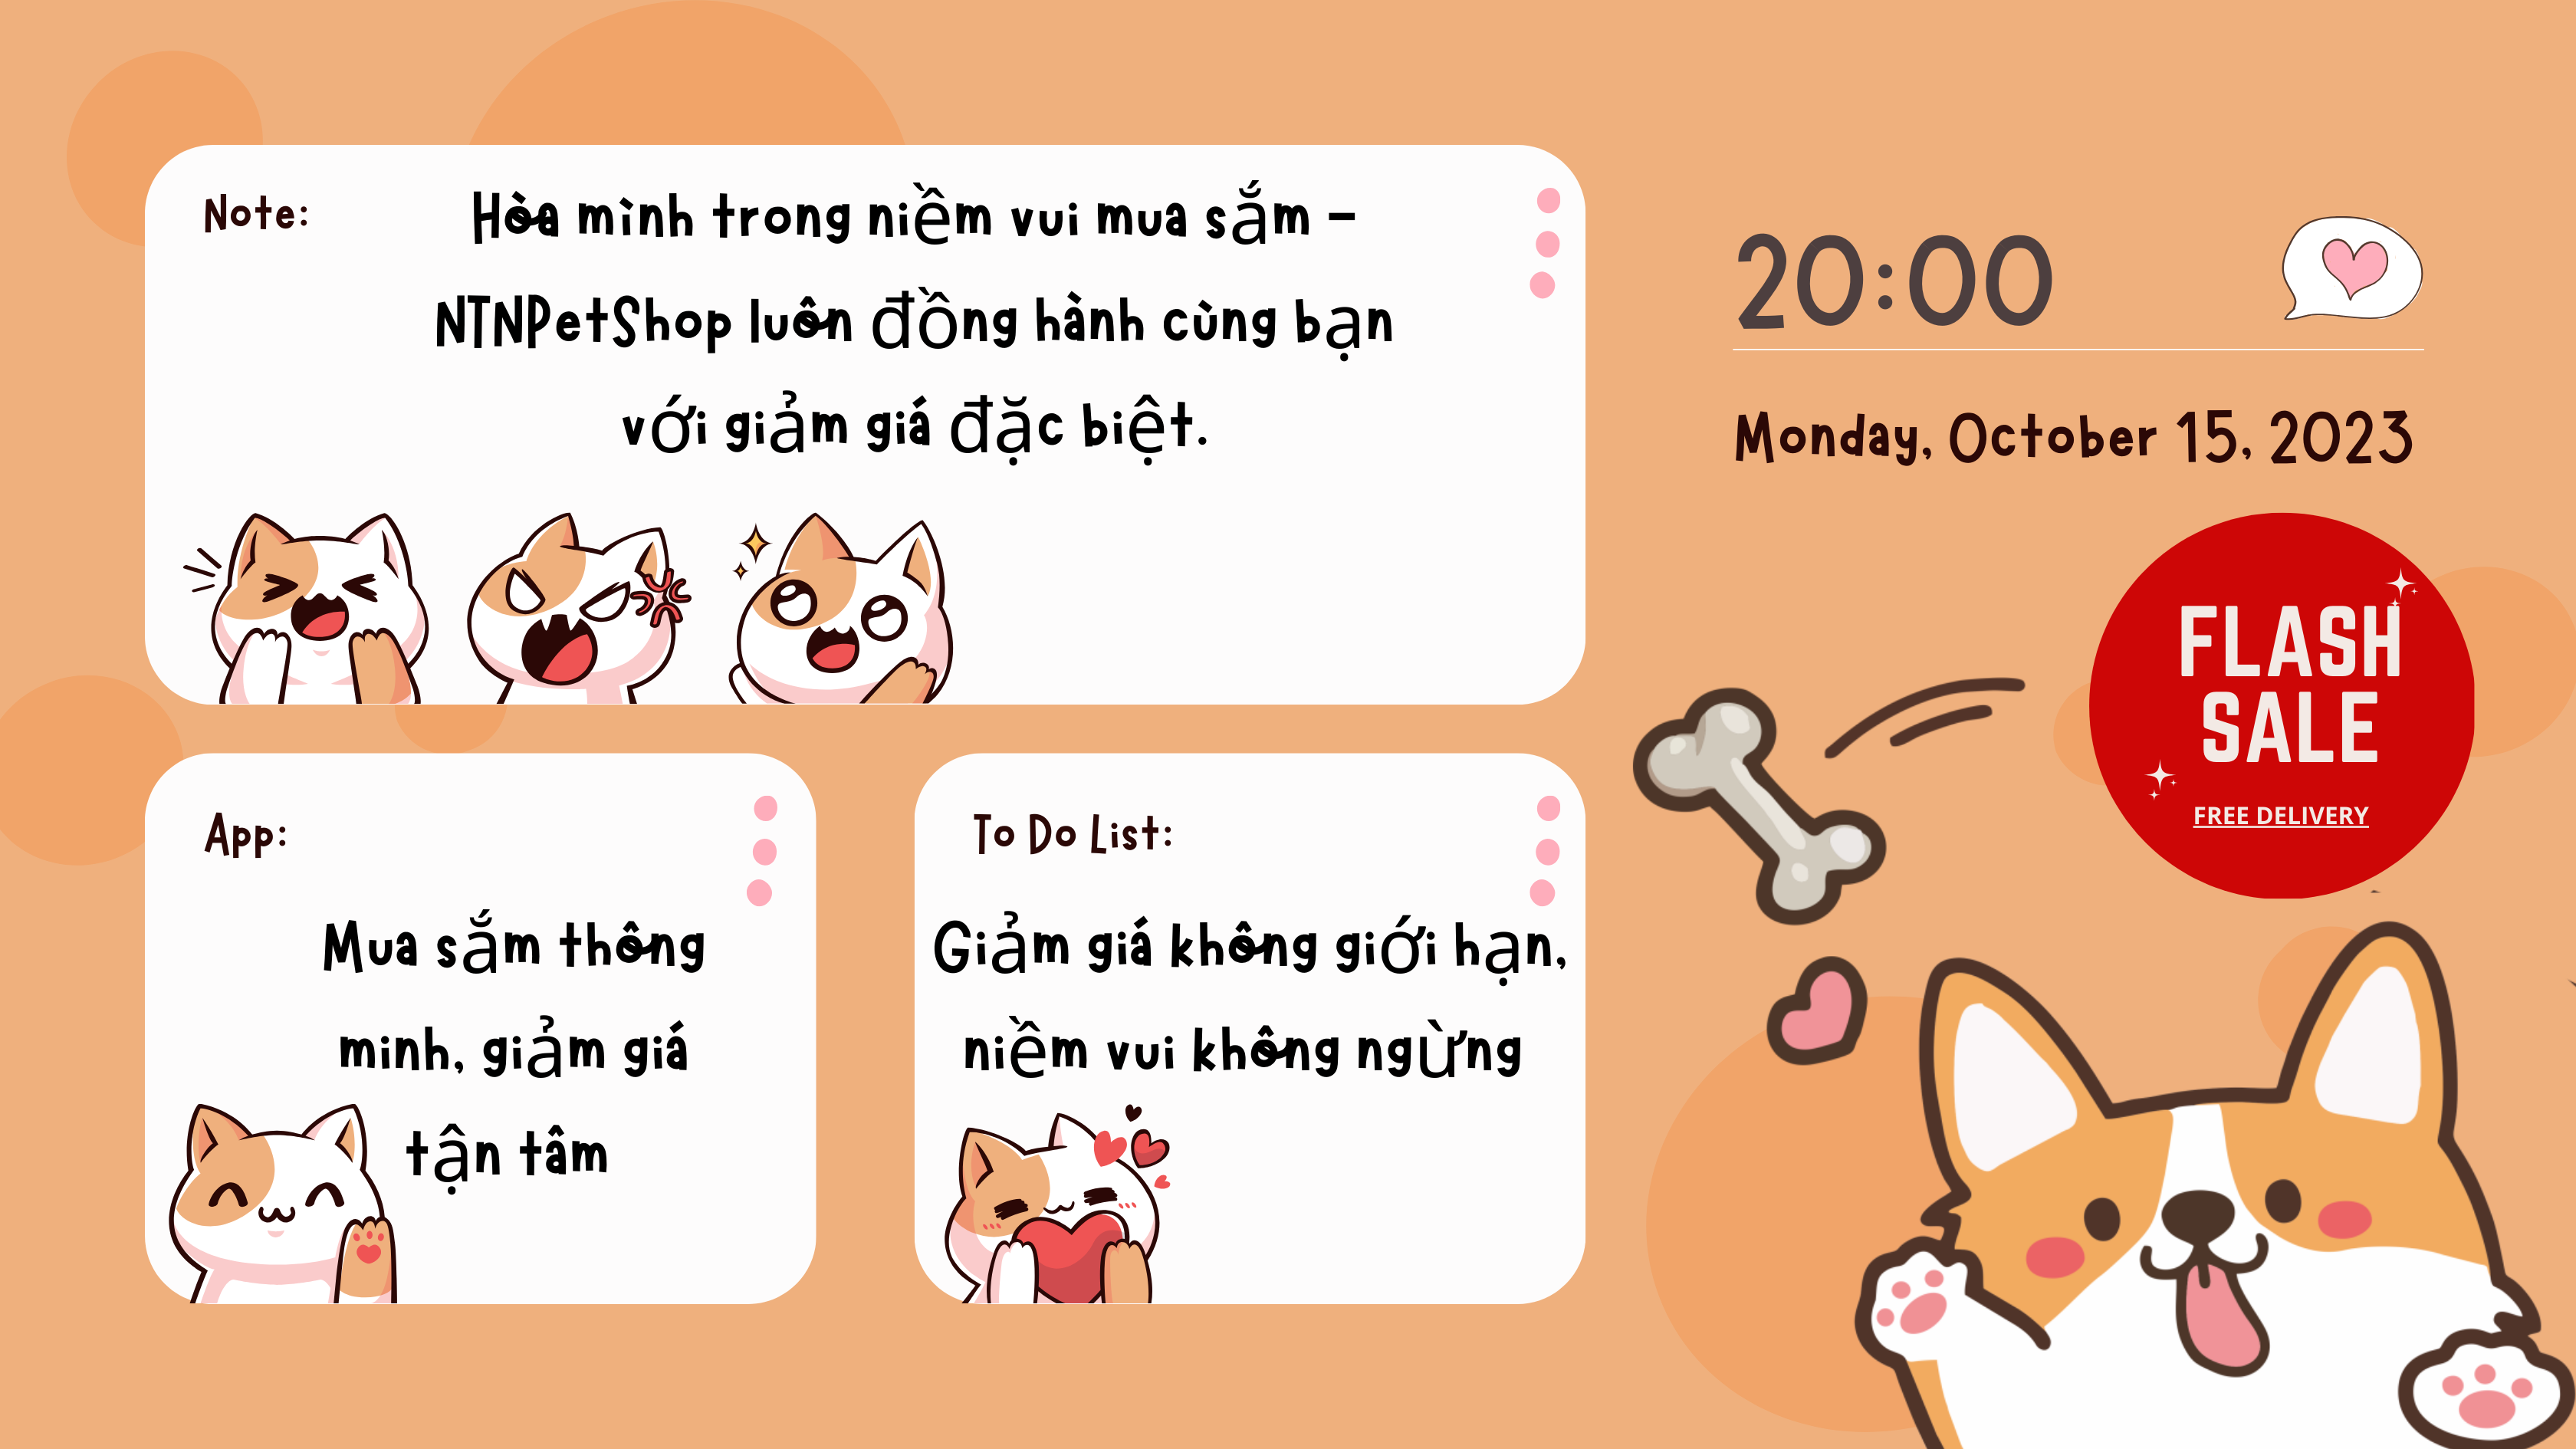 Note:
Hòa mình trong niềm vui mua sắm -
NTNPetShop luôn đồng hành cùng bạn
với giảm giá đặc biệt.
20:00
Monday, October 15, 2023
FLASH
SALE
FREE DELIVERY
App:
Mua sắm thông
minh, giảm giá
tận tâm
To Do List:
Giảm giá không giới hạn,
niềm vui không ngừng